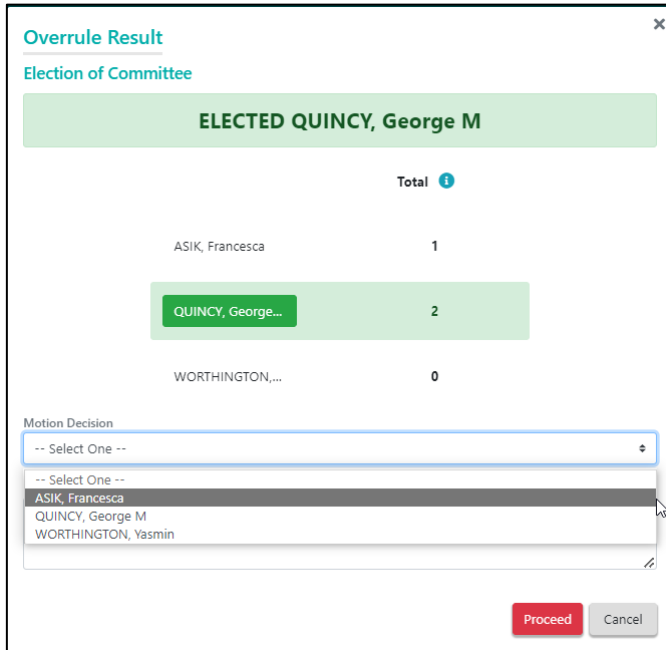 ×
Overrule Result
Election of Committee
ELECTED QUINCY, George M
Total i
ASIK, Francesca 1
QUINCY, George... 2
WORTHINGTON,... 0
Motion Decision
-- Select One --
-- Select One --
ASIK, Francesca
QUINCY, George M
WORTHINGTON, Yasmin
Proceed Cancel